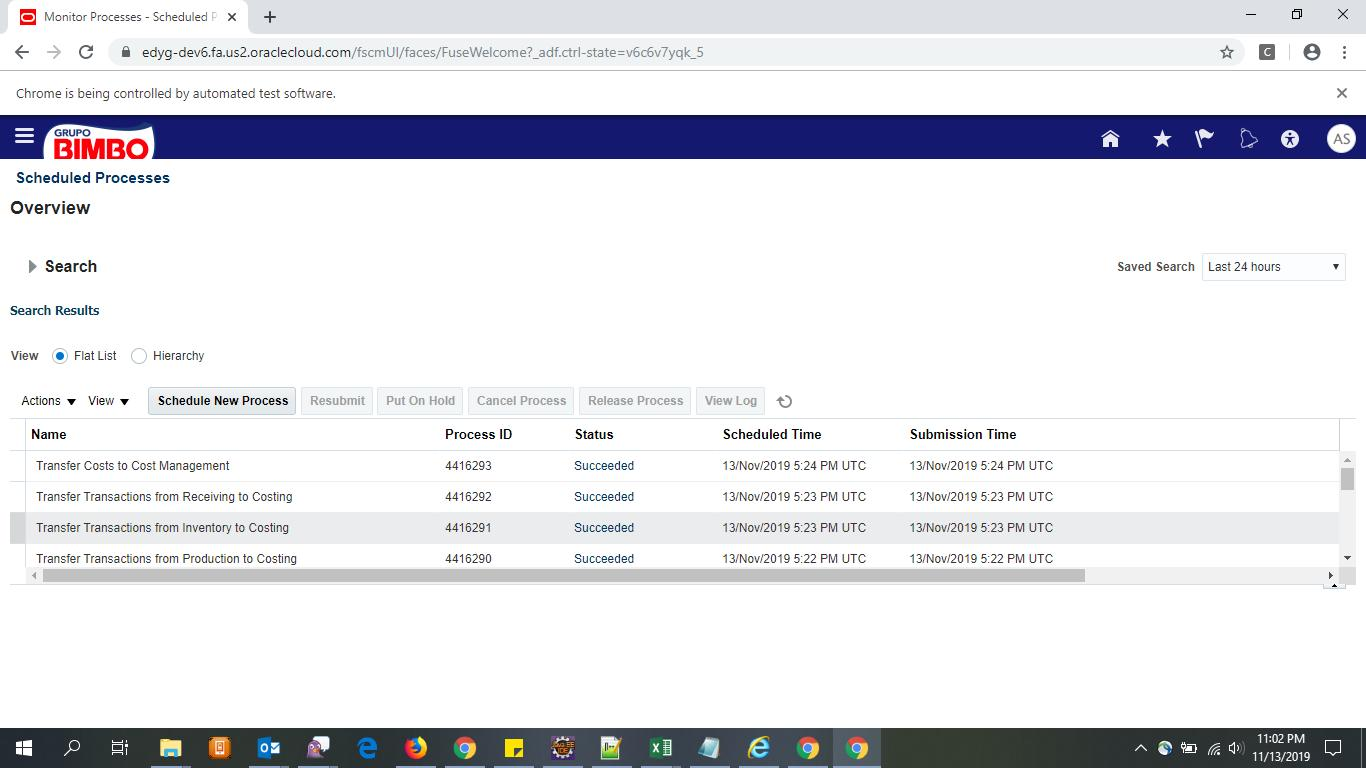 Monitor Processes - Scheduled P
edyg-dev6.fa.us2.oraclecloud.com/fscmUI/faces/FuseWelcome?_adf.ctrl-state=v6c6v7yqk_5
C
Chrome is being controlled by automated test software.
GRUPO
BIMBO
AS
Scheduled Processes
Overview
Search
Saved Search Last 24 hours
Search Results
View Flat List Hierarchy
Actions View Schedule New Process Resubmit Put On Hold Cancel Process Release Process View Log
Name Process ID Status Scheduled Time Submission Time
Transfer Costs to Cost Management 4416293 Succeeded 13/Nov/2019 5:24 PM UTC 13/Nov/2019 5:24 PM UTC
Transfer Transactions from Receiving to Costing 4416292 Succeeded 13/Nov/2019 5:23 PM UTC 13/Nov/2019 5:23 PM UTC
Transfer Transactions from Inventory to Costing 4416291 Succeeded 13/Nov/2019 5:23 PM UTC 13/Nov/2019 5:23 PM UTC
Transfer Transactions from Production to Costing 4416290 Succeeded 13/Nov/2019 5:22 PM UTC 13/Nov/2019 5:22 PM UTC
11:02 PM
11/13/2019